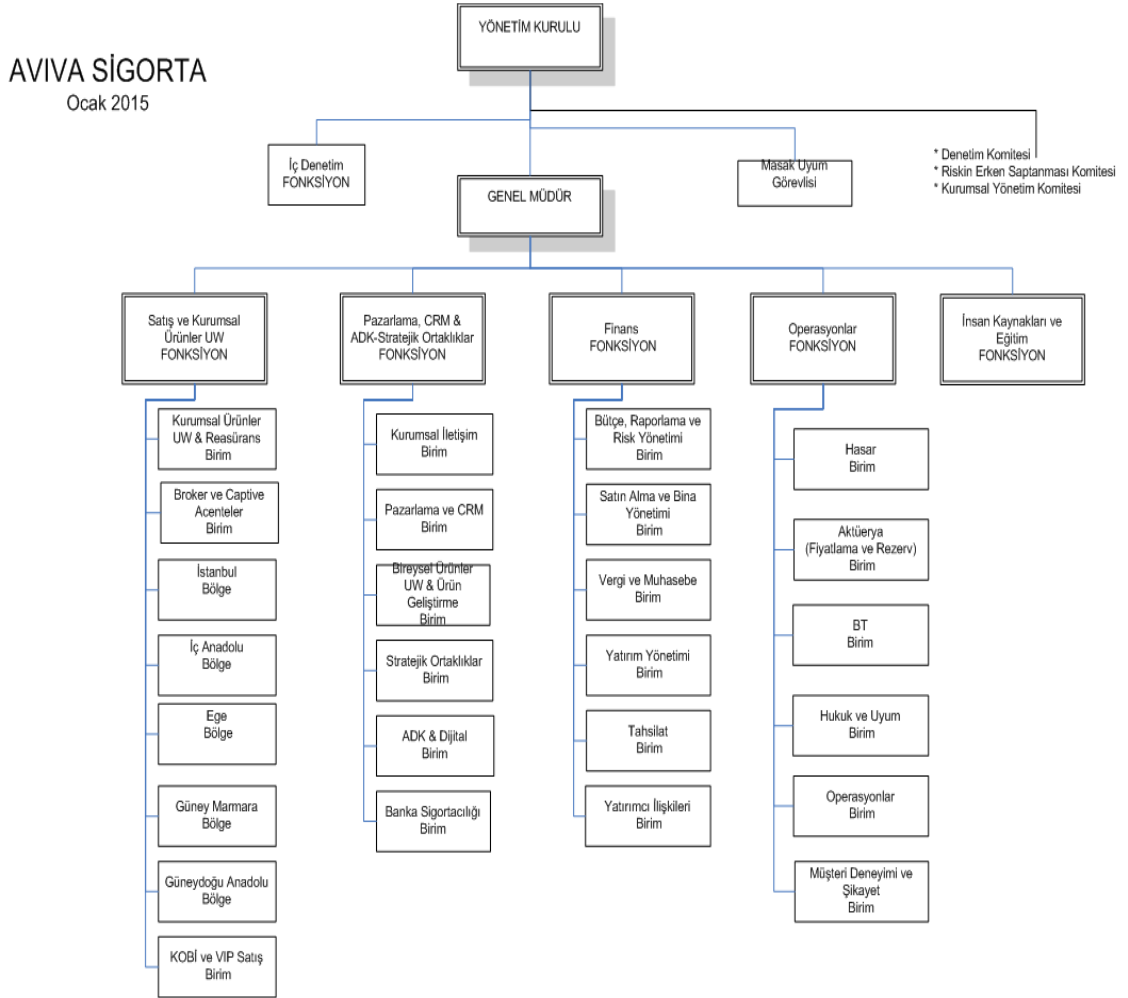 YÖNETİM KURULU
AVIVA SİGORTA
Ocak 2015
İç Denetim
FONKSİYON
Masak Uyum
Görevlisi
* Denetim Komitesi
* Riskin Erken Saptanması Komitesi
* Kurumsal Yönetim Komitesi
GENEL MÜDÜR
Satış ve Kurumsal
Ürünler UW
FONKSİYON
Pazarlama, CRM &
ADK-Stratejik Ortaklıklar
FONKSİYON
Finans
FONKSİYON
Operasyonlar
FONKSİYON
İnsan Kaynakları ve
Eğitim
FONKSİYON
Kurumsal Ürünler
UW & Reasürans
Birim
Broker ve Captive
Acenteler
Birim
İstanbul
Bölge
İç Anadolu
Bölge
Ege
Bölge
Güney Marmara
Bölge
Güneydoğu Anadolu
Bölge
KOBİ ve VIP Satış
Birim
Kurumsal İletişim
Birim
Pazarlama ve CRM
Birim
Bireysel Ürünler
UW & Ürün
Geliştirme
Birim
Stratejik Ortaklıklar
Birim
ADK & Dijital
Birim
Banka Sigortacılığı
Birim
Bütçe, Raporlama ve
Risk Yönetimi
Birim
Satın Alma ve Bina
Yönetimi
Birim
Vergi ve Muhasebe
Birim
Yatırım Yönetimi
Birim
Tahsilat
Birim
Yatırımcı İlişkileri
Birim
Hasar
Birim
Aktüerya
(Fiyatlama ve Rezerv)
Birim
BT
Birim
Hukuk ve Uyum
Birim
Operasyonlar
Birim
Müşteri Deneyimi ve
Şikayet
Birim